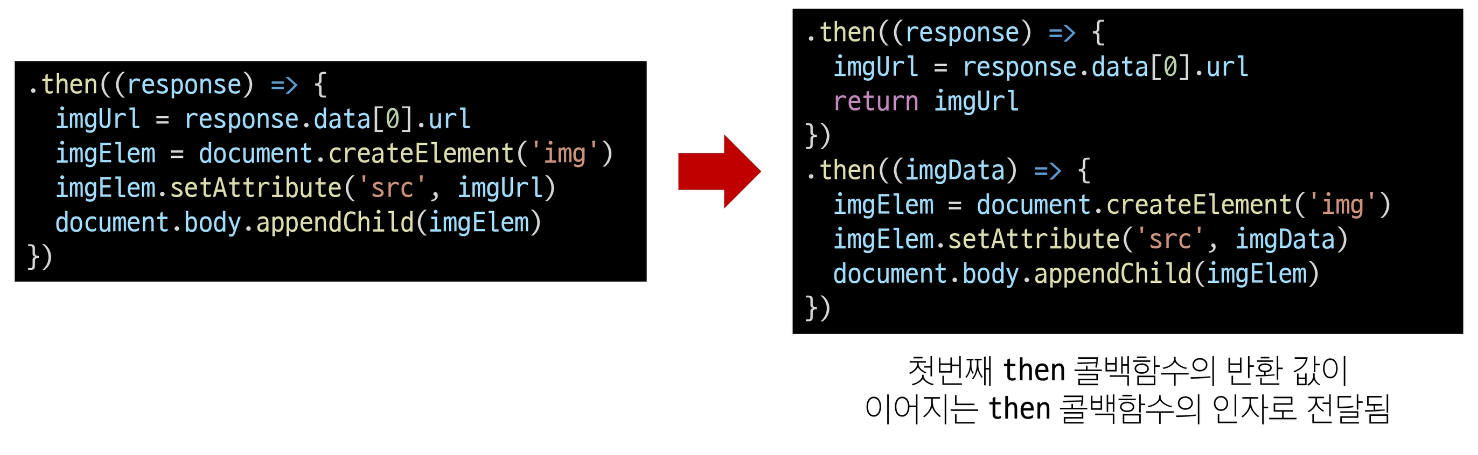 .then((response) => {
  imgUrl = response.data[0].url
  imgElem = document.createElement('img')
  imgElem.setAttribute('src', imgUrl)
  document.body.appendChild(imgElem)
})
.then((response) => {
  imgUrl = response.data[0].url
  return imgUrl
})
.then((imgData) => {
  imgElem = document.createElement('img')
  imgElem.setAttribute('src', imgData)
  document.body.appendChild(imgElem)
})
첫번째 then 콜백함수의 반환 값이
이어지는 then 콜백함수의 인자로 전달됨